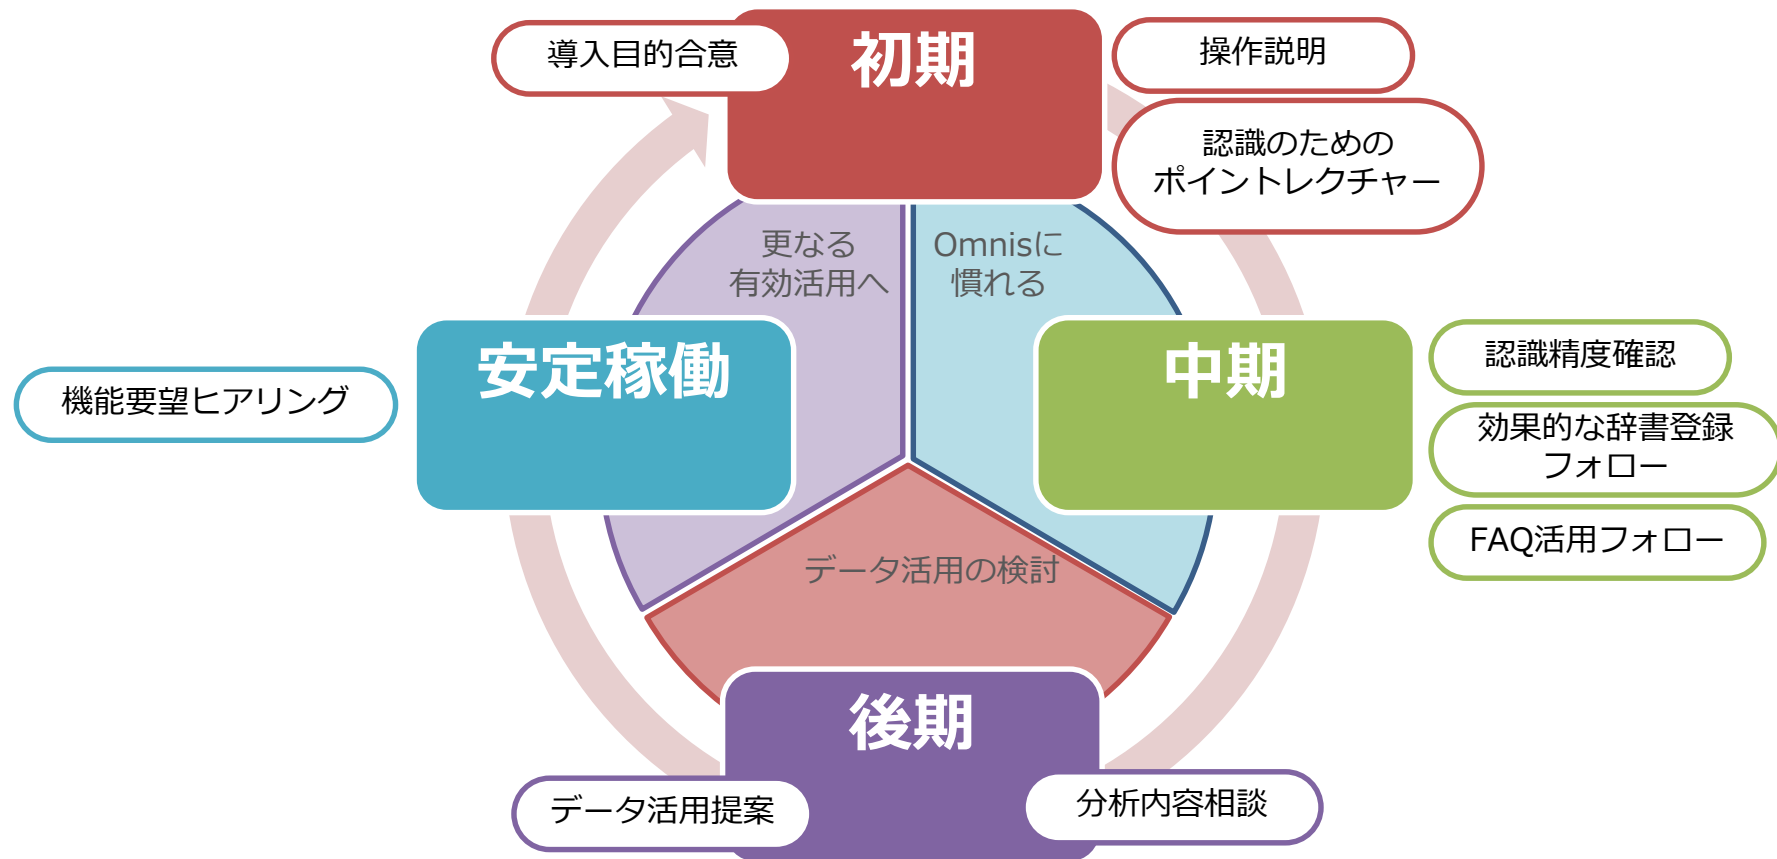 導入目的合意
初期
操作説明
認識のための
ポイントレクチャー
更なる
有効活用へ
Omnisに
慣れる
安定稼働
機能要望ヒアリング
中期
認識精度確認
効果的な辞書登録
フォロー
FAQ活用フォロー
データ活用の検討
後期
データ活用提案
分析内容相談